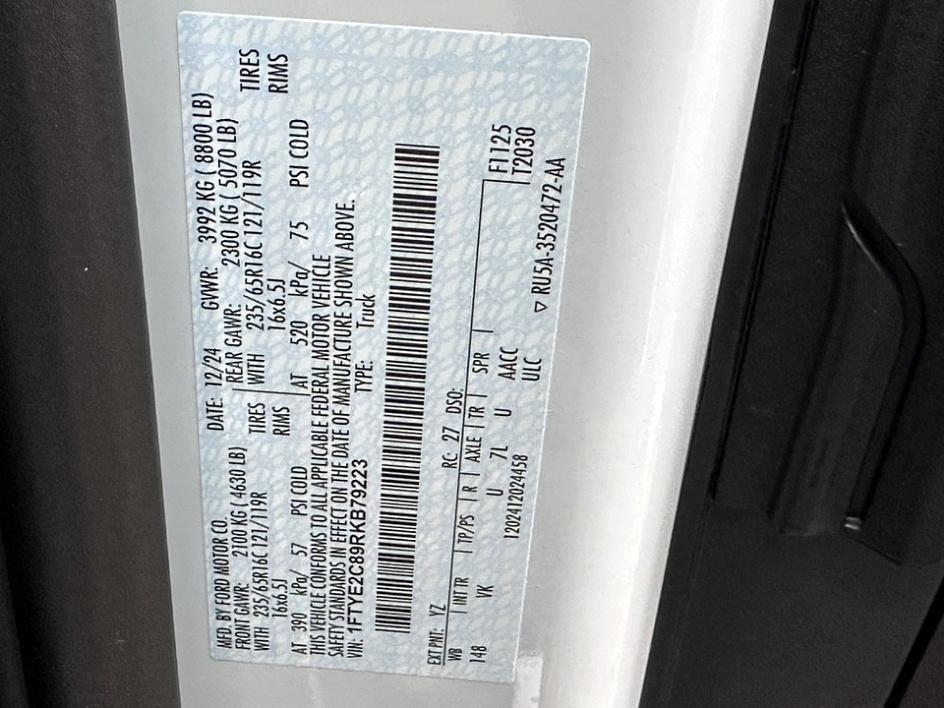 MFD. BY FORD MOTOR CO. DATE: 12/24 GVWR: 3992 KG ( 8800 LB)
FRONT GAWR: 2100 KG ( 4630 LB) REAR GAWR: 2300 KG ( 5070 LB)
WITH 235/65R16C 121/119R TIRES WITH 235/65R16C 121/119R TIRES
16x6.5J RIMS 16x6.5J RIMS
AT 390 kPa/ 57 PSI COLD AT 520 kPa/ 75 PSI COLD
THIS VEHICLE CONFORMS TO ALL APPLICABLE FEDERAL MOTOR VEHICLE
SAFETY STANDARDS IN EFFECT ON THE DATE OF MANUFACTURE SHOWN ABOVE.
VIN: 1FTYE2C89RKB79223 TYPE: Truck
EXT PNT: YZ RC: 27 DSO:
WB INT TR TP/PS R AXLE TR SPR F1125
148 VK U 7L U AACC T2030
ULC
1202412024458
▽ RU5A-3520472-AA